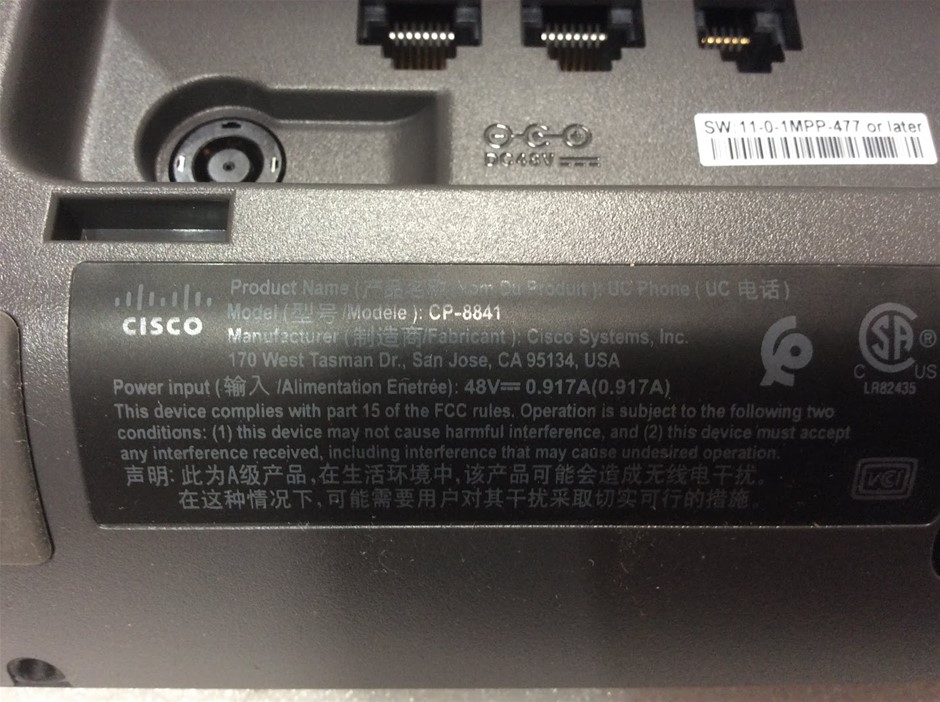 DC48V
SW 11-0-1MPP-477 or later
CISCO
Product Name (产品名称 /Nom Du Produit ): UC Phone ( UC 电话)
Model (型号 /Modele ): CP-8841
Manufacturer (制造商/Fabricant ): Cisco Systems, Inc.
170 West Tasman Dr., San Jose, CA 95134, USA
Power input ( 输入 /Alimentation Enetrée): 48V⎓ 0.917A(0.917A)
This device complies with part 15 of the FCC rules. Operation is subject to the following two
conditions: (1) this device may not cause harmful interference, and (2) this device must accept
any interference received, including interference that may cause undesired operation.
声明: 此为A级产品,在生活环境中,该产品可能会造成无线电干扰。
在这种情况下,可能需要用户对其干扰采取切实可行的措施。
SA ®
C US
LR82435
VCI